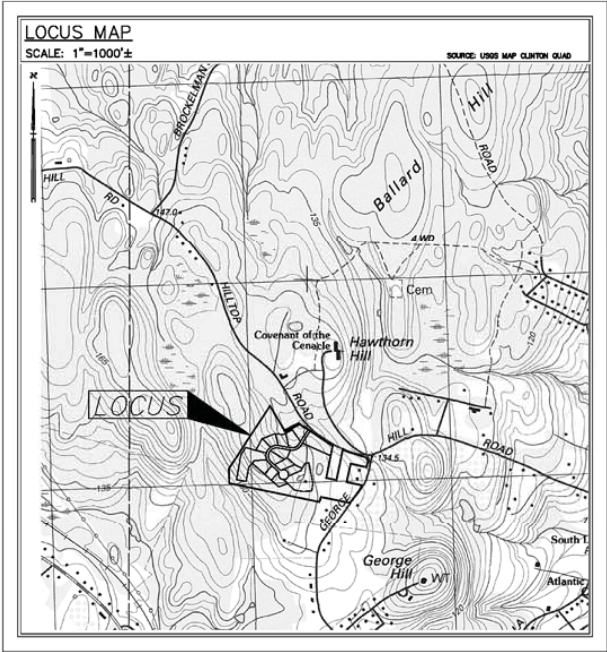 LOCUS MAP
SCALE: 1"=1000'±
SOURCE: USGS MAP CLINTON QUAD
BROCKELMAN
HILL
RD
147.0
Hill
ROAD
Ballard
135
4 WD
HILLTOP
Cem
Covenant of the
Cenacle
Hawthorn
Hill
120
165
LOCUS
ROAD
HILL
ROAD
134.5
135
GEORGE
George
Hill
WT
South L
Atlantic
120